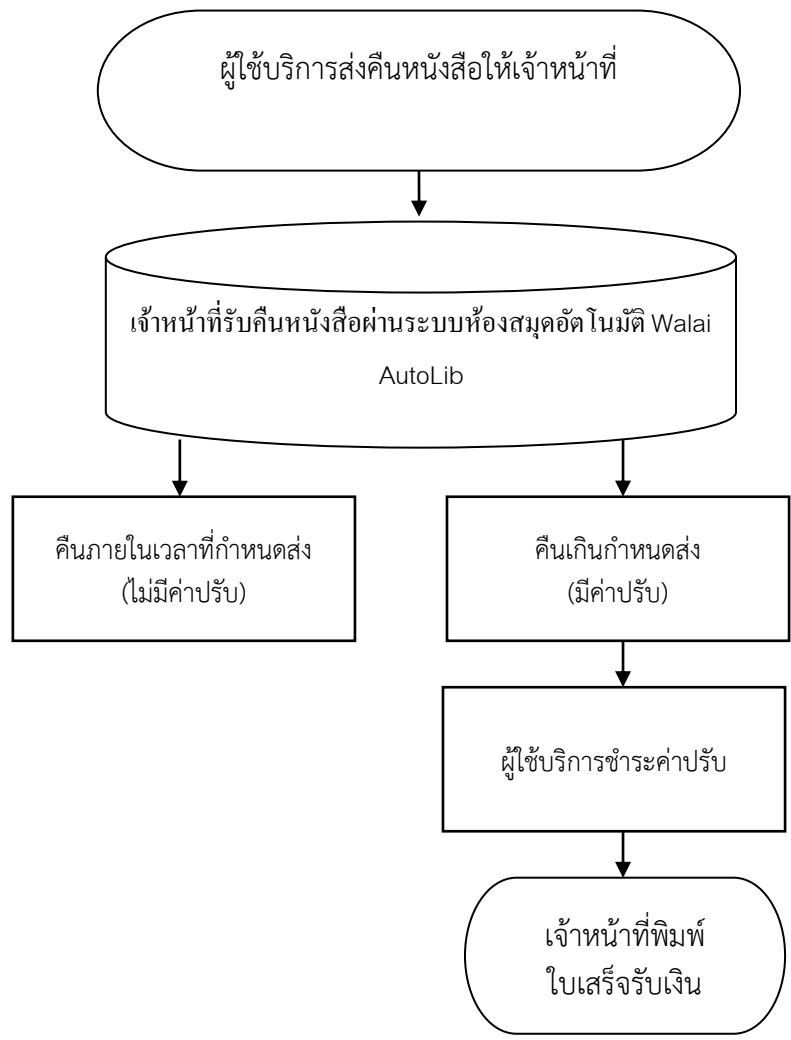 ผู้ใช้บริการส่งคืนหนังสือให้เจ้าหน้าที่
เจ้าหน้าที่รับคืนหนังสือผ่านระบบห้องสมุดอัตโนมัติ Walai
AutoLib
คืนภายในเวลาที่กำหนดส่ง
(ไม่มีค่าปรับ)
คืนเกินกำหนดส่ง
(มีค่าปรับ)
ผู้ใช้บริการชำระค่าปรับ
เจ้าหน้าที่พิมพ์
ใบเสร็จรับเงิน